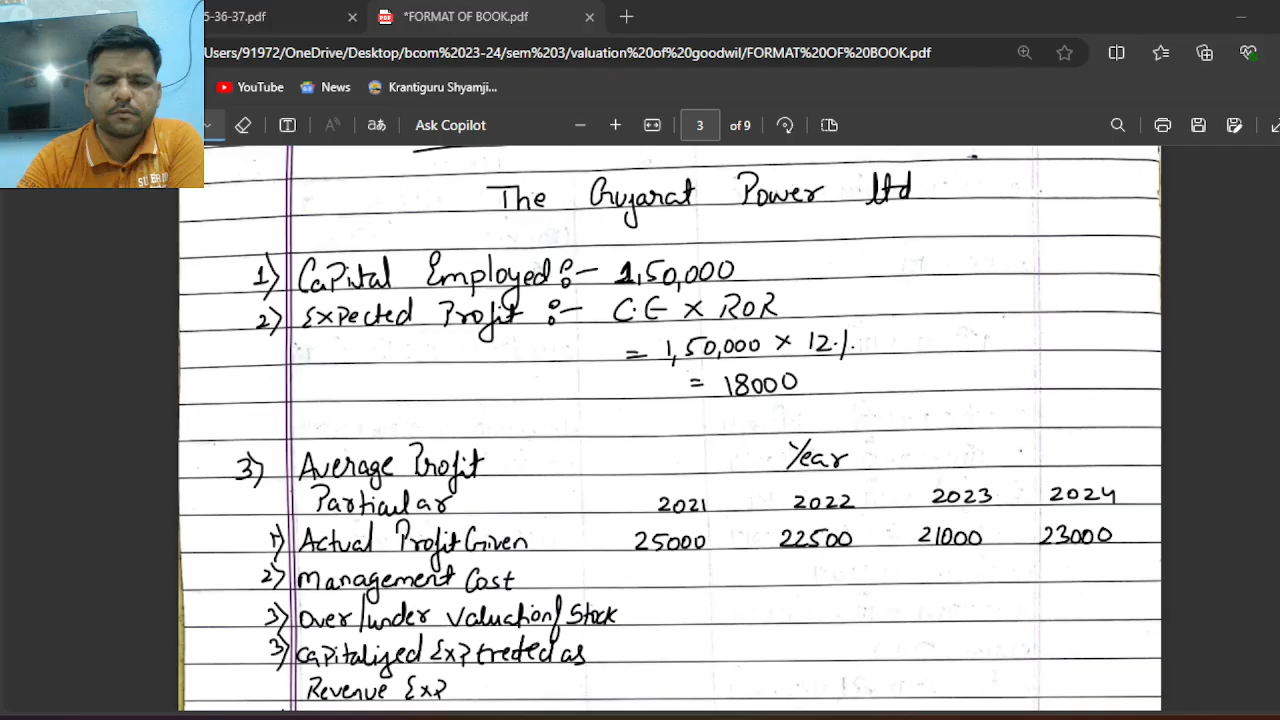 5-36-37.pdf
*FORMAT OF BOOK.pdf
Users/91972/OneDrive/Desktop/bcom%2023-24/sem%203/valuation%20of%20goodwil/FORMAT%20OF%20BOOK.pdf
YouTube News Krantiguru Shyamji...
Ask Copilot 3 of 9
The Gujarat Power ltd
1) Capital Employed :- 1,50,000
2) Expected Profit :- C.E X ROR
= 1,50,000 x 12%
= 18000
3) Average Profit Year
Particular 2021 2022 2023 2024
1) Actual Profit Given 25000 22500 21000 23000
2) Management Cost
3) Over/under valuation/Stock
3) Capitalized Exp treted as
Revenue Exp